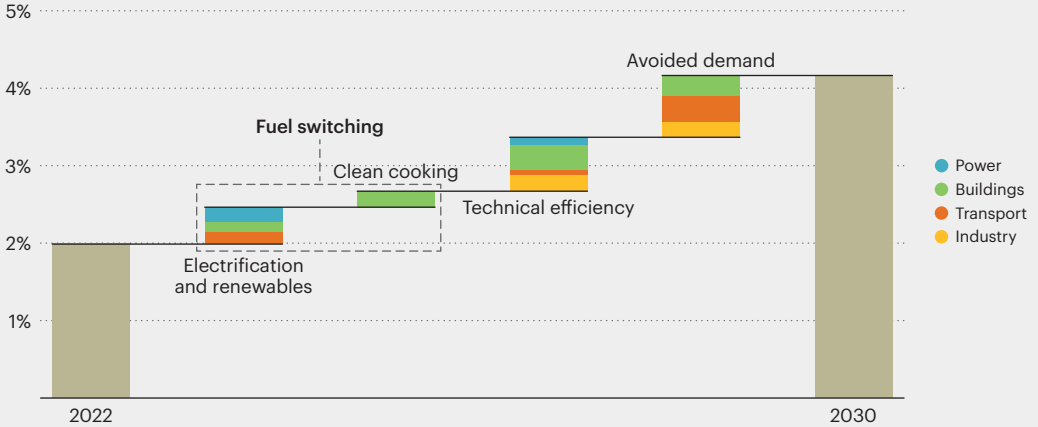 5%
4%
3%
2%
1%
Avoided demand
Fuel switching
Clean cooking
Technical efficiency
Electrification
and renewables
Power
Buildings
Transport
Industry
2022
2030